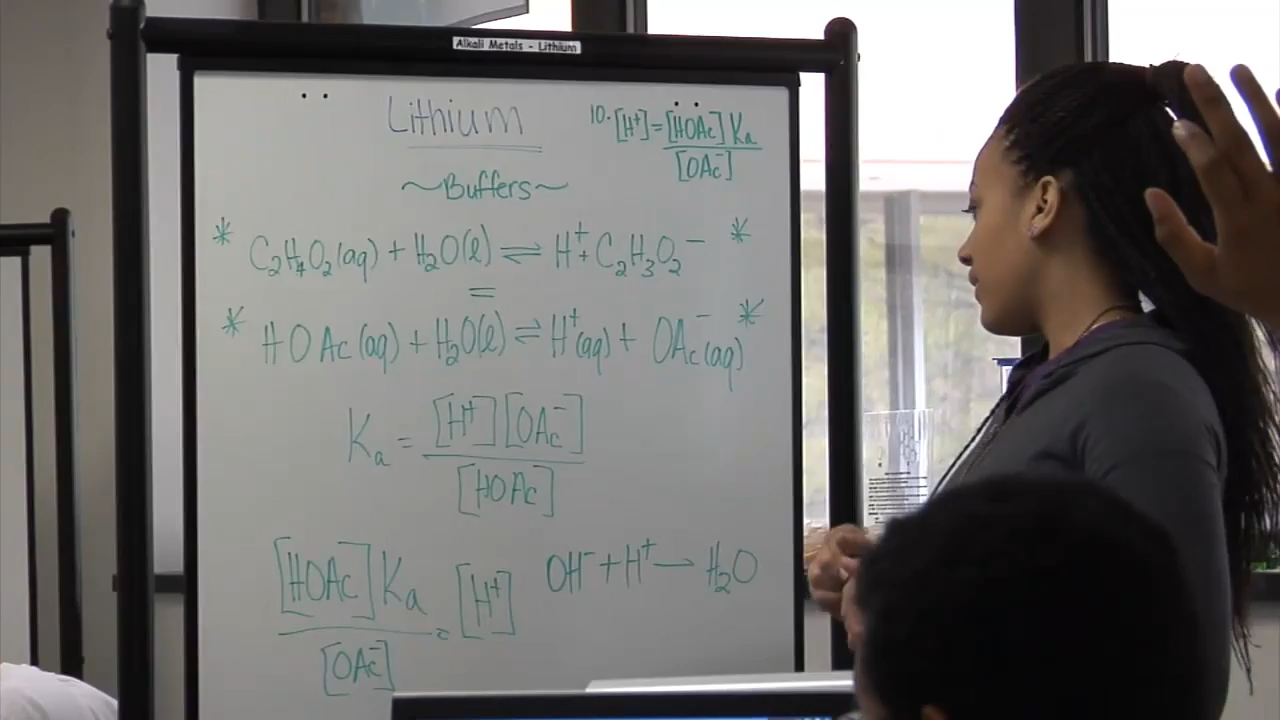 Alkali Metals - Lithium
Lithium
10. [H⁺] = [HOAc] Ka
[OAc⁻]
~Buffers~
* C₂H₄O₂(aq) + H₂O(l) ⇌ H⁺ + C₂H₃O₂⁻ *
=
* HOAc(aq) + H₂O(l) ⇌ H⁺(aq) + OAc⁻(aq) *
Ka = [H⁺][OAc⁻]
[HOAc]
[HOAc] Ka = [H⁺]
[OAc⁻]
OH⁻ + H⁺ → H₂O